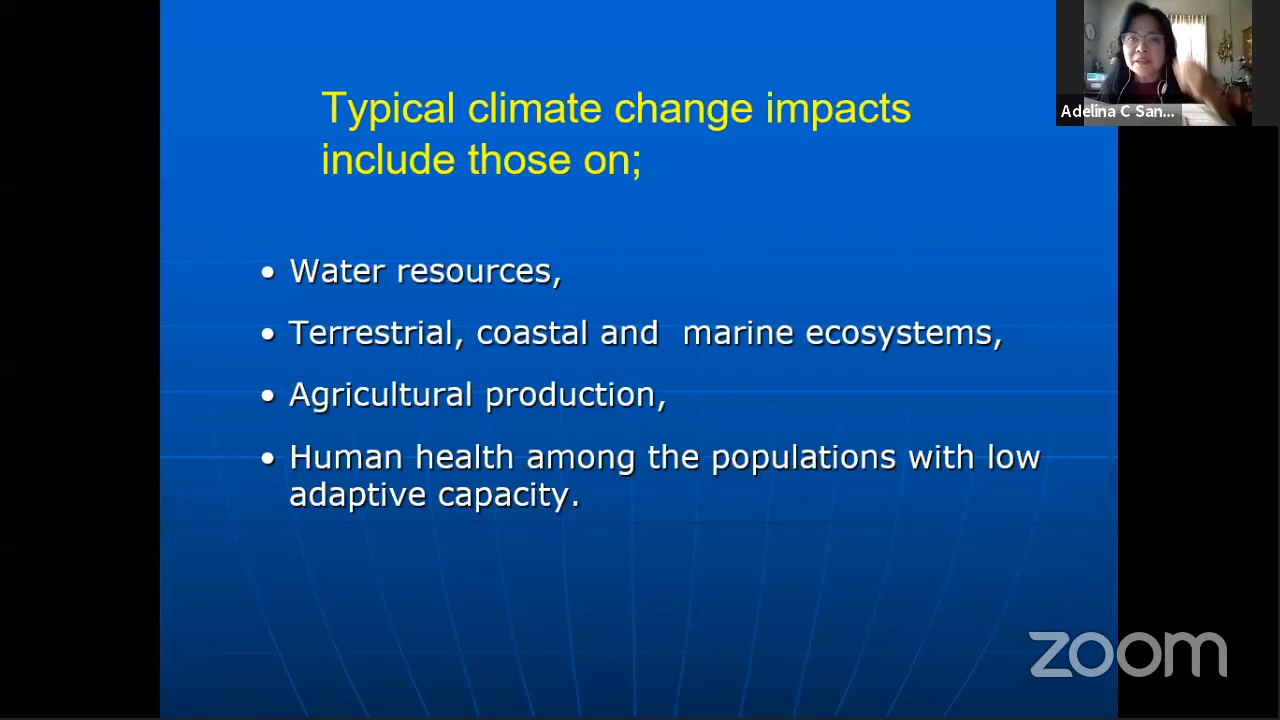 Typical climate change impacts
include those on;
Adelina C San...
• Water resources,
• Terrestrial, coastal and  marine ecosystems,
• Agricultural production,
• Human health among the populations with low
adaptive capacity.
zoom